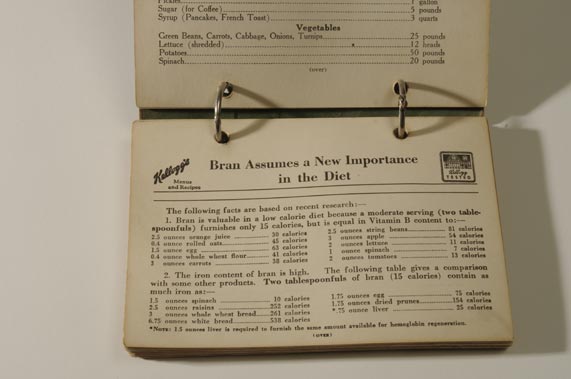 Pickles 1 gallon
Sugar (for Coffee) 5 pounds
Syrup (Pancakes, French Toast) 3 quarts
Vegetables
Green Beans, Carrots, Cabbage, Onions, Turnips 25 pounds
Lettuce (shredded) 12 heads
Potatoes 50 pounds
Spinach 20 pounds
(over)
Kellogg's
Menus
and Recipes
Bran Assumes a New Importance
in the Diet
Kellogg
TESTED
The following facts are based on recent research:—
1. Bran is valuable in a low calorie diet because a moderate serving (two table-
spoonfuls) furnishes only 15 calories, but is equal in Vitamin B content to:—
2.5 ounces orange juice 30 calories 2.5 ounces string beans 81 calories
0.4 ounce rolled oats 45 calories 3 ounces apple 54 calories
1.5 ounce egg 63 calories 2 ounces lettuce 11 calories
0.4 ounce whole wheat flour 41 calories 1 ounce spinach 7 calories
3 ounces carrots 38 calories 2 ounces tomatoes 13 calories
2. The iron content of bran is high. The following table gives a comparison
with some other products. Two tablespoonfuls of bran (15 calories) contain as
much iron as:—
1.5 ounces spinach 10 calories 1.75 ounces egg 75 calories
2.5 ounces raisins 252 calories 1.75 ounces dried prunes 154 calories
3 ounces whole wheat bread 261 calories *.75 ounce liver 25 calories
6.75 ounces white bread 538 calories
*NOTE: 1.5 ounces liver is required to furnish the same amount available for hemoglobin regeneration.
(OVER)